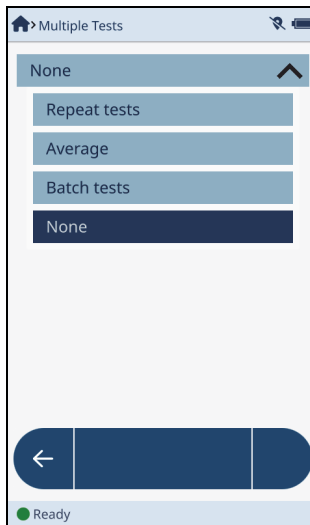 Multiple Tests
None
Repeat tests
Average
Batch tests
None
Ready